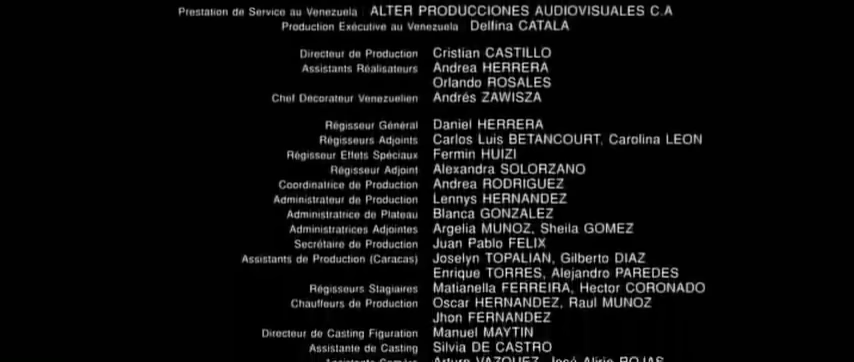 Prestation de Service au Venezuela ALTER PRODUCCIONES AUDIOVISUALES C.A
Production Exécutive au Venezuela Delfina CATALA
Directeur de Production Cristian CASTILLO
Assistants Réalisateurs Andrea HERRERA
Orlando ROSALES
Chef Décorateur Venezuelien Andrés ZAWISZA
Régisseur Général Daniel HERRERA
Régisseurs Adjoints Carlos Luis BETANCOURT, Carolina LEON
Régisseur Effets Spéciaux Fermin HUIZI
Régisseur Adjoint Alexandra SOLORZANO
Coordinatrice de Production Andrea RODRIGUEZ
Administrateur de Production Lennys HERNANDEZ
Administratrice de Plateau Blanca GONZALEZ
Administratrices Adjointes Argelia MUNOZ, Sheila GOMEZ
Secrétaire de Production Juan Pablo FELIX
Assistants de Production (Caracas) Joselyn TOPALIAN, Gilberto DIAZ
Enrique TORRES, Alejandro PAREDES
Régisseurs Stagiaires Matianella FERREIRA, Hector CORONADO
Chauffeurs de Production Oscar HERNANDEZ, Raul MUNOZ
Jhon FERNANDEZ
Directeur de Casting Figuration Manuel MAYTIN
Assistante de Casting Silvia DE CASTRO
Arturo VAZQUEZ, José Alirio ROJAS